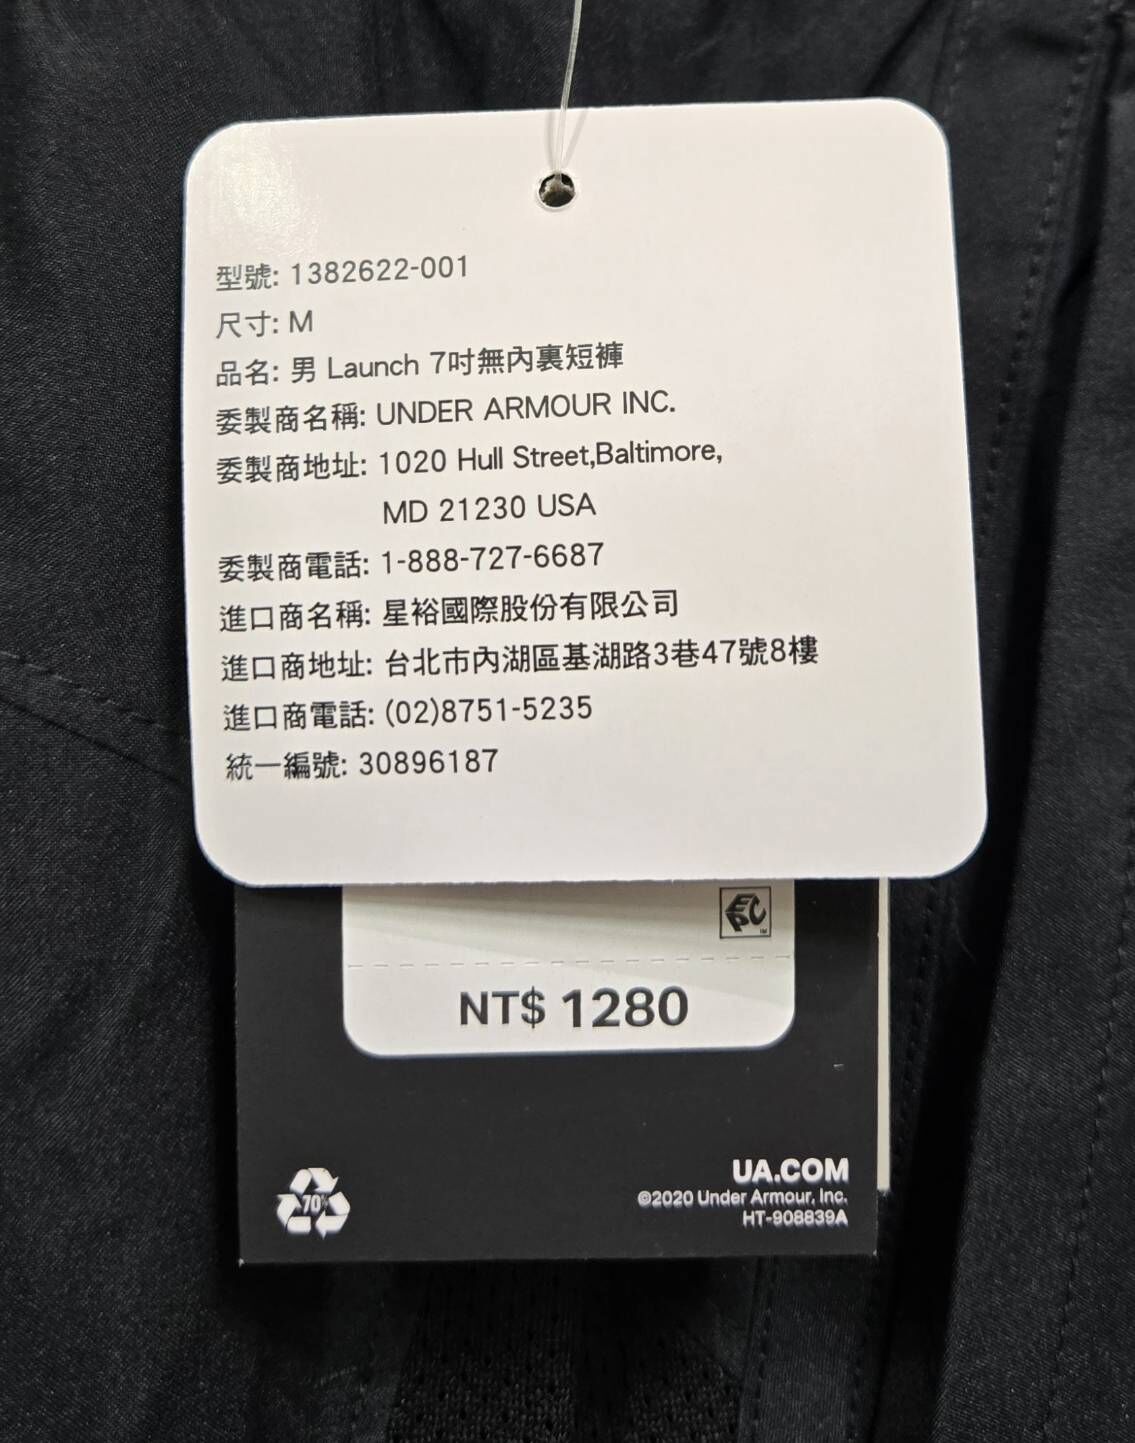 型號: 1382622-001
尺寸: M
品名: 男 Launch 7吋無內裏短褲
委製商名稱: UNDER ARMOUR INC.
委製商地址: 1020 Hull Street,Baltimore,
MD 21230 USA
委製商電話: 1-888-727-6687
進口商名稱: 星裕國際股份有限公司
進口商地址: 台北市內湖區基湖路3巷47號8樓
進口商電話: (02)8751-5235
統一編號: 30896187
EPC
NT$ 1280
70%
UA.COM
©2020 Under Armour, Inc.
HT-908839A